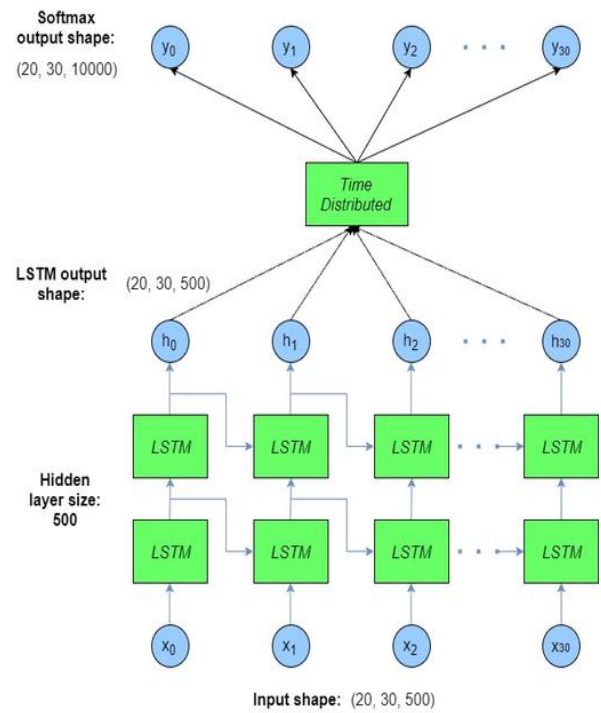 Softmax
output shape:
(20, 30, 10000)
y0 y1 y2 y30
Time
Distributed
LSTM output
shape:
(20, 30, 500)
h0 h1 h2 h30
LSTM LSTM LSTM LSTM
Hidden
layer size:
500
LSTM LSTM LSTM LSTM
x0 x1 x2 x30
Input shape: (20, 30, 500)